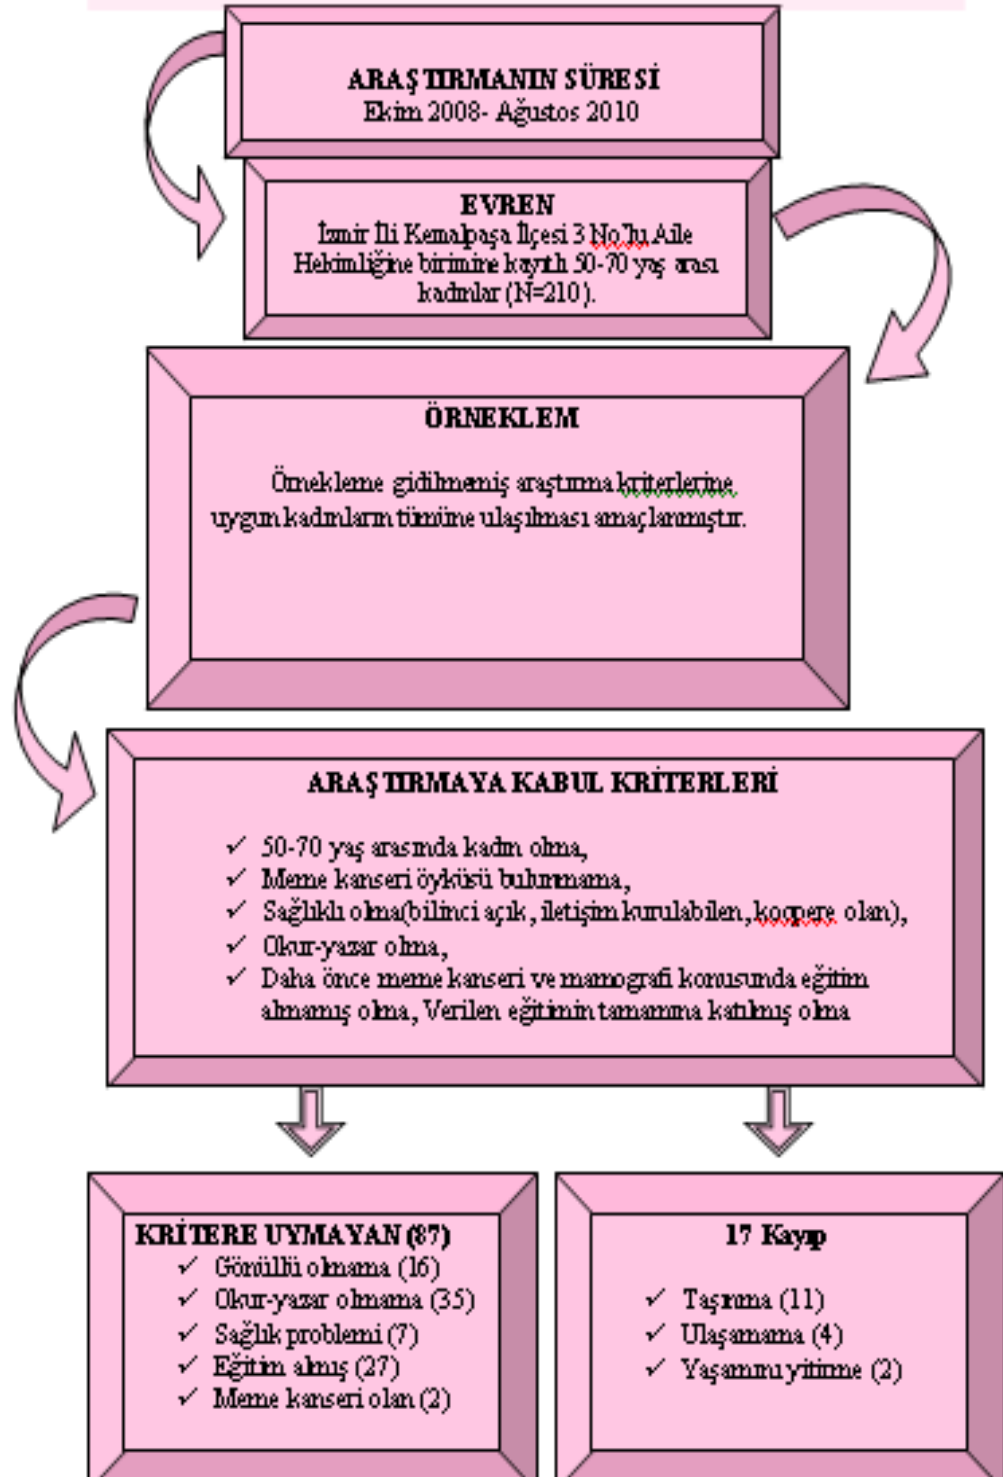 ARAŞTIRMANIN SÜRESİ
Ekim 2008- Ağustos 2010
EVREN
İzmir İli Kemalpaşa İlçesi 3 No'lu Aile
Hekimliğine birimine kayıtlı 50-70 yaş arası
kadınlar (N=210).
ÖRNEKLEM
Örnekleme gidilmemiş araştırma kriterlerine
uygun kadınların tümüne ulaşılması amaçlanmıştır.
ARAŞTIRMAYA KABUL KRİTERLERİ
✓ 50-70 yaş arasında kadın olma,
✓ Meme kanseri öyküsü bulunmama,
✓ Sağlıklı olma(bilinci açık, iletişim kurulabilen, koopere olan),
✓ Okur-yazar olma,
✓ Daha önce meme kanseri ve mamografi konusunda eğitim
almamış olma, Verilen eğitimin tamamına katılmış olma
KRİTERE UYMAYAN (87)
✓ Gönüllü olmama (16)
✓ Okur-yazar olmama (35)
✓ Sağlık problemi (7)
✓ Eğitim almış (27)
✓ Meme kanseri olan (2)
17 Kayıp
✓ Taşınma (11)
✓ Ulaşamama (4)
✓ Yaşamını yitirme (2)